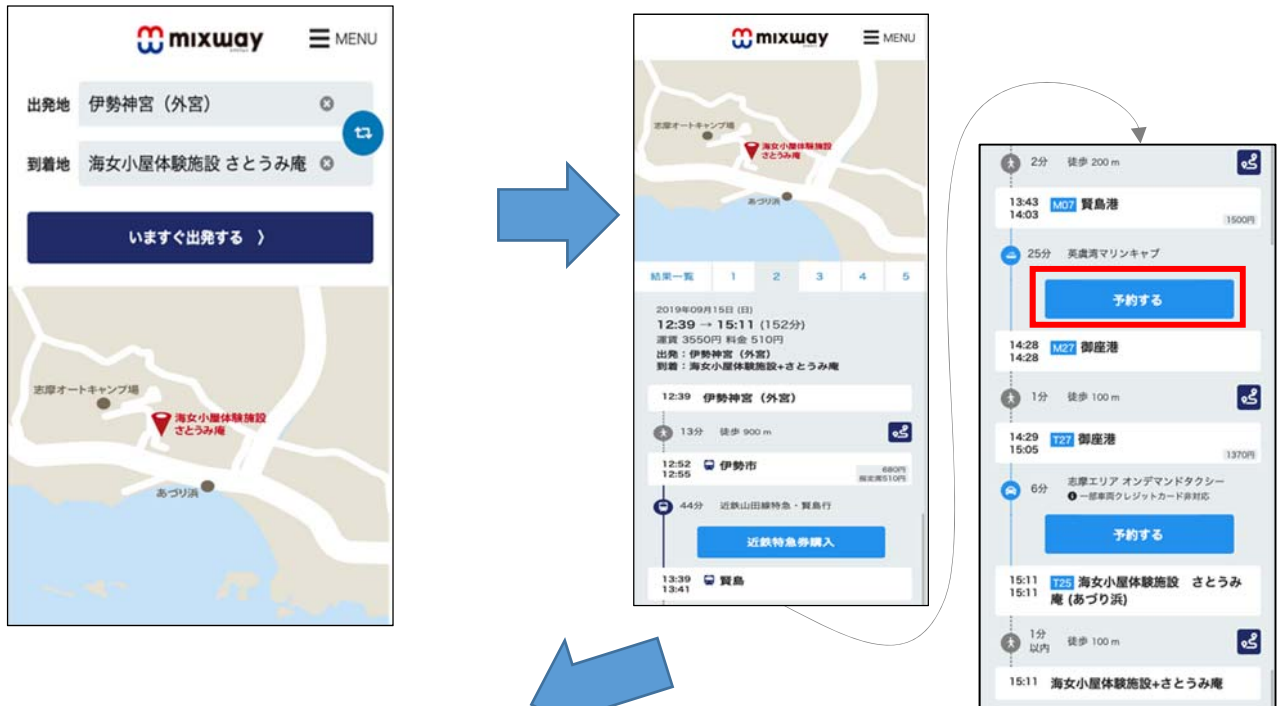 mixway
MENU
出発地 伊勢神宮（外宮）
到着地 海女小屋体験施設 さとうみ庵
いますぐ出発する 〉
志摩オートキャンプ場
海女小屋体験施設
さとうみ庵
あづり浜
mixway
MENU
志摩オートキャンプ場
海女小屋体験施設
さとうみ庵
あづり浜
結果一覧 1 2 3 4 5
2019年09月15日 (日)
12:39 → 15:11 (152分)
運賃 3550円 料金 510円
出発：伊勢神宮（外宮）
到着：海女小屋体験施設+さとうみ庵
12:39 伊勢神宮（外宮）
13分 徒歩 900 m
12:52 伊勢市
12:55
680円
指定席510円
44分 近鉄山田線特急・賢島行
近鉄特急券購入
13:39 賢島
13:41
2分 徒歩 200 m
13:43 M07 賢島港
14:03
1500円
25分 英虞湾マリンキャブ
予約する
14:28 M27 御座港
14:28
1分 徒歩 100 m
14:29 T27 御座港
15:05
1370円
6分 志摩エリア オンデマンドタクシー
一部車両クレジットカード非対応
予約する
15:11 T25 海女小屋体験施設 さとうみ
15:11 庵 (あづり浜)
1分
以内 徒歩 100 m
15:11 海女小屋体験施設+さとうみ庵